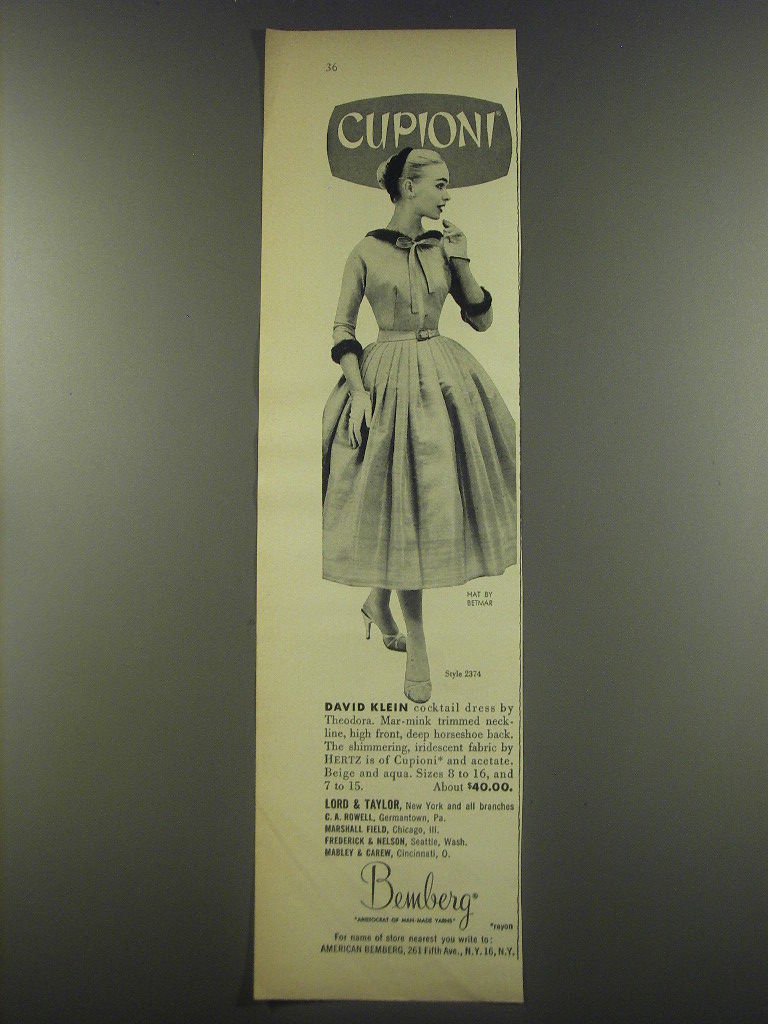 36
CUPIONI®
HAT BY
BETMAR
Style 2374
DAVID KLEIN cocktail dress by
Theodora. Mar-mink trimmed neck-
line, high front, deep horseshoe back.
The shimmering, iridescent fabric by
HERTZ is of Cupioni* and acetate.
Beige and aqua. Sizes 8 to 16, and
7 to 15. About $40.00.
LORD & TAYLOR, New York and all branches
C. A. ROWELL, Germantown, Pa.
MARSHALL FIELD, Chicago, Ill.
FREDERICK & NELSON, Seattle, Wash.
MABLEY & CAREW, Cincinnati, O.
Bemberg®
"ARISTOCRAT OF MAN-MADE YARNS"
*rayon
For name of store nearest you write to:
AMERICAN BEMBERG, 261 Fifth Ave., N.Y. 16, N.Y.